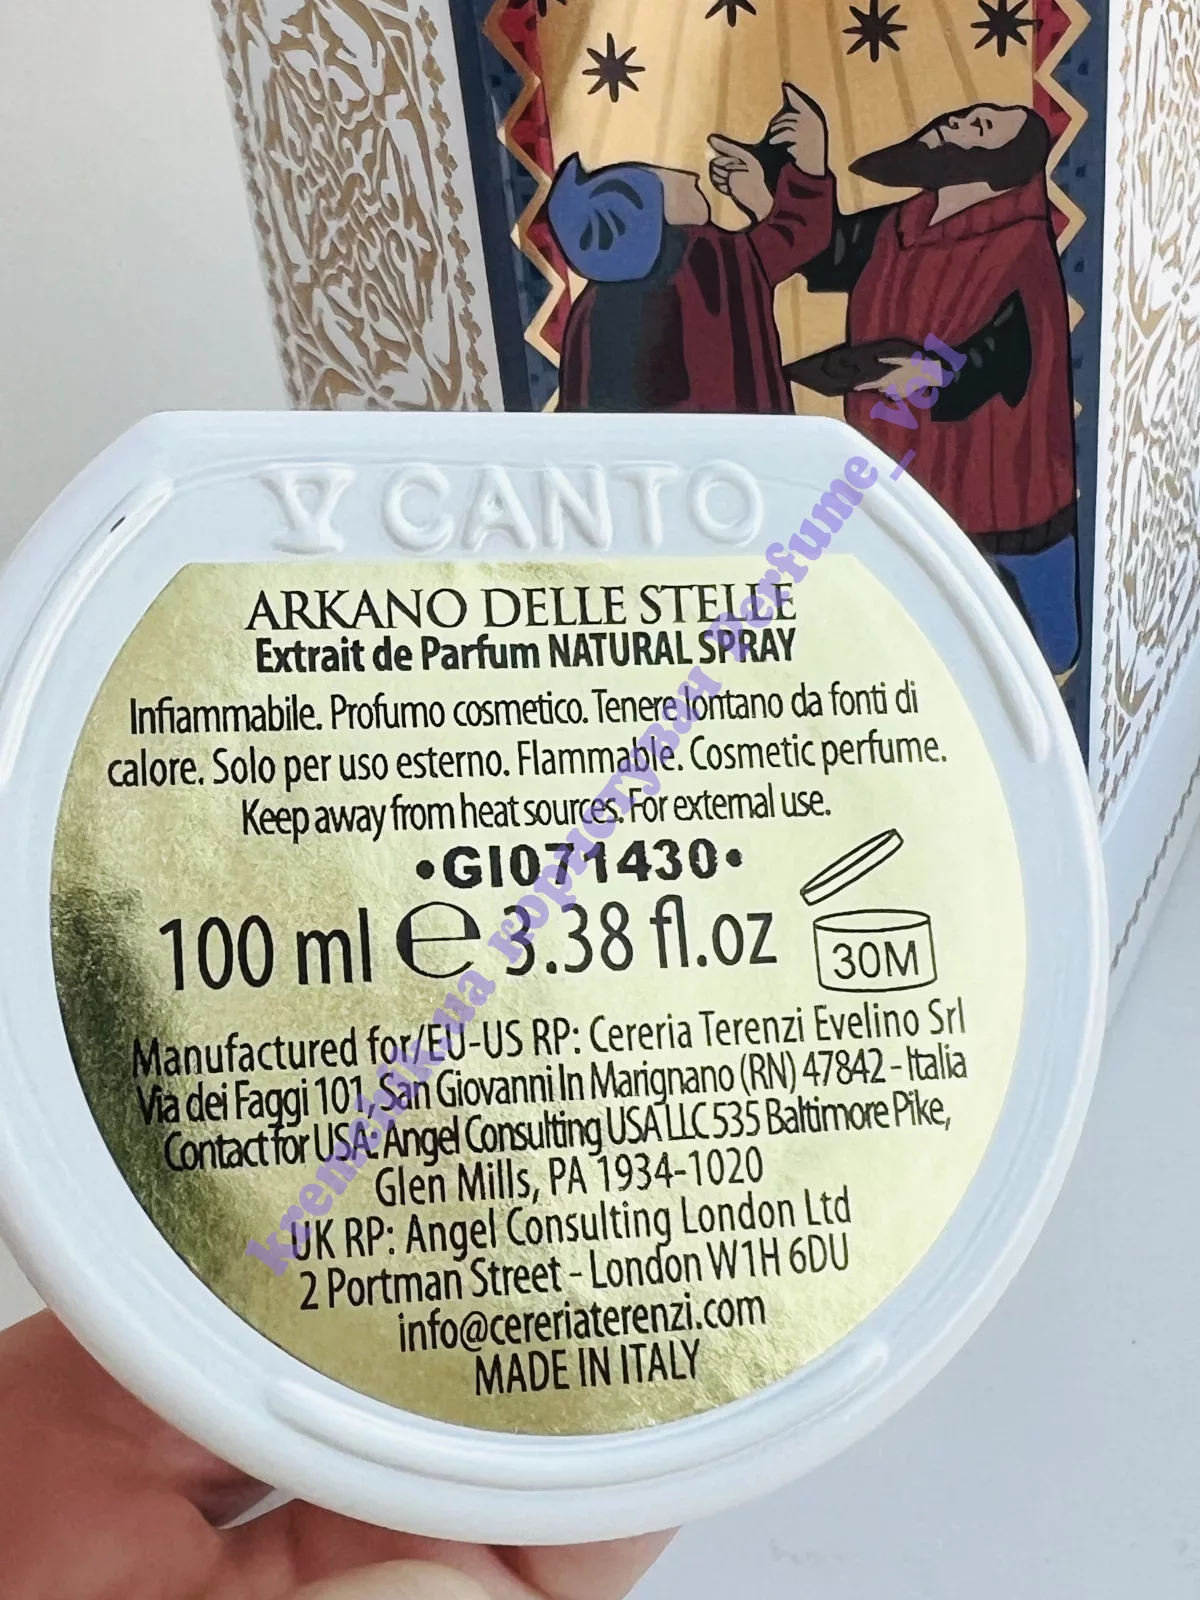 V CANTO
ARKANO DELLE STELLE
Extrait de Parfum NATURAL SPRAY
Infiammabile. Profumo cosmetico. Tenere lontano da fonti di
calore. Solo per uso esterno. Flammable. Cosmetic perfume.
Keep away from heat sources. For external use.
•GI071430•
100 ml e 3.38 fl.oz
30M
Manufactured for/EU-US RP: Cereria Terenzi Evelino Srl
Via dei Faggi 101, San Giovanni In Marignano (RN) 47842 - Italia
Contact for USA: Angel Consulting USA LLC 535 Baltimore Pike,
Glen Mills, PA 1934-1020
UK RP: Angel Consulting London Ltd
2 Portman Street - London W1H 6DU
info@cereriaterenzi.com
MADE IN ITALY
kremchik.ua користувач Perfume_Veil